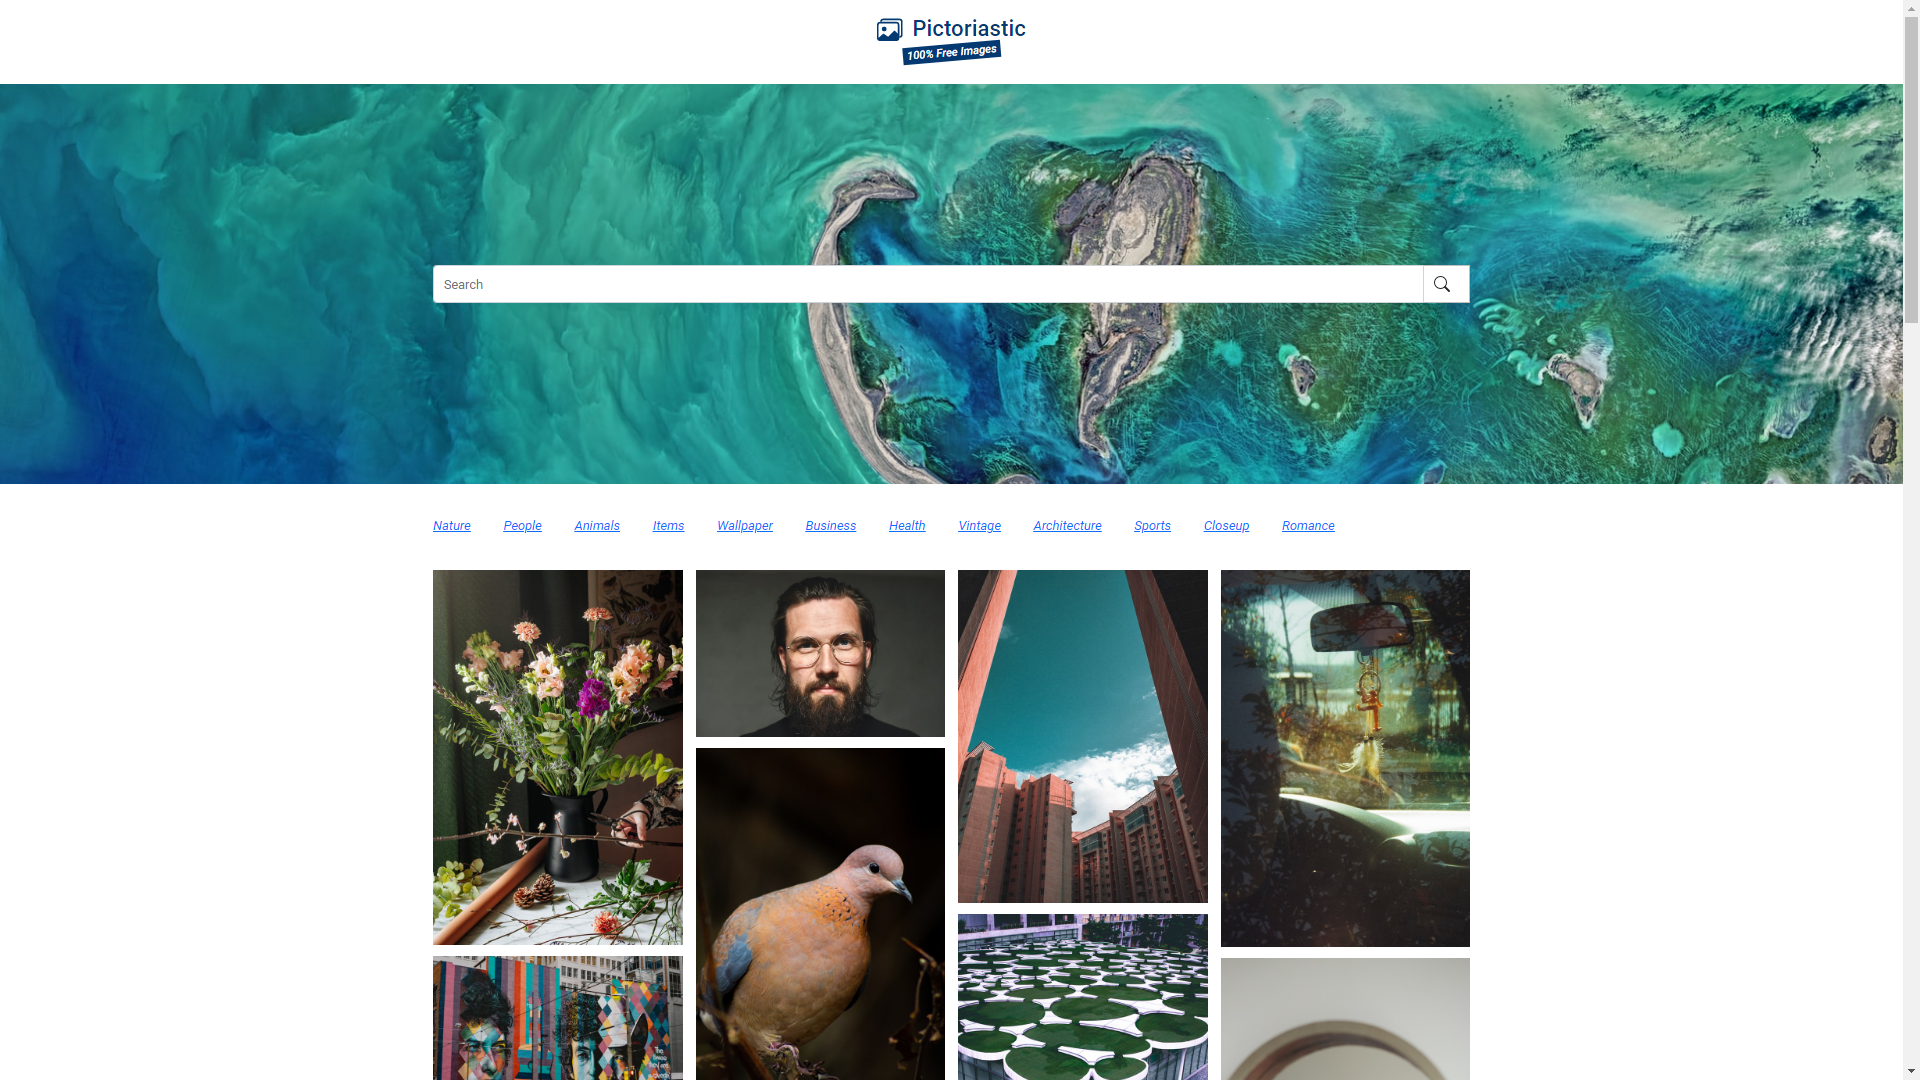 Pictoriastic
100% Free Images
Search
Nature People Animals Items Wallpaper Business Health Vintage Architecture Sports Closeup Romance